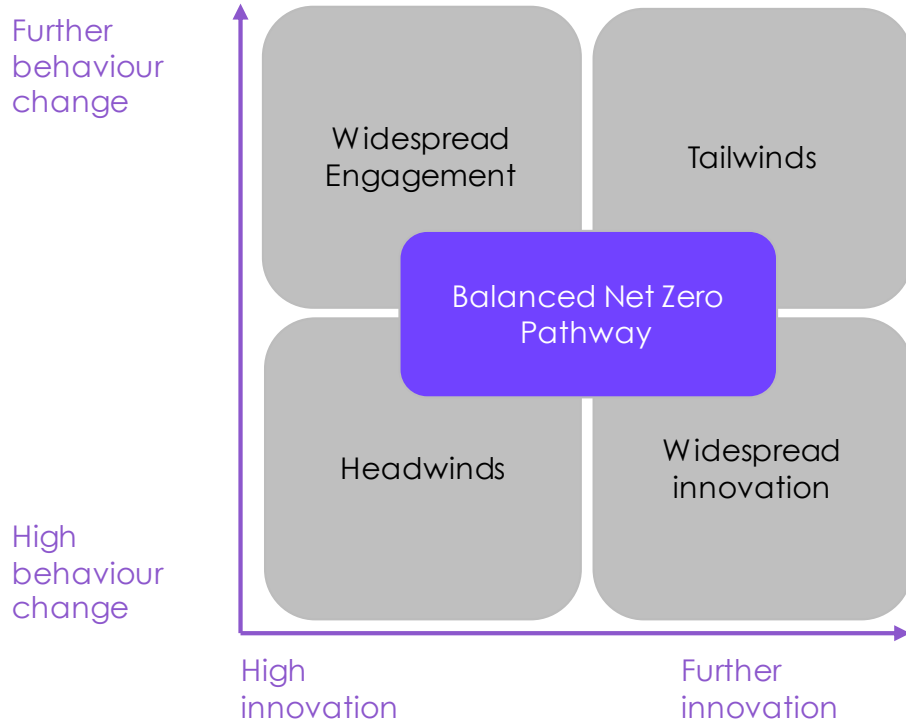 Further
behaviour
change
Widespread
Engagement
Tailwinds
Balanced Net Zero
Pathway
Headwinds
Widespread
innovation
High
behaviour
change
High
innovation
Further
innovation